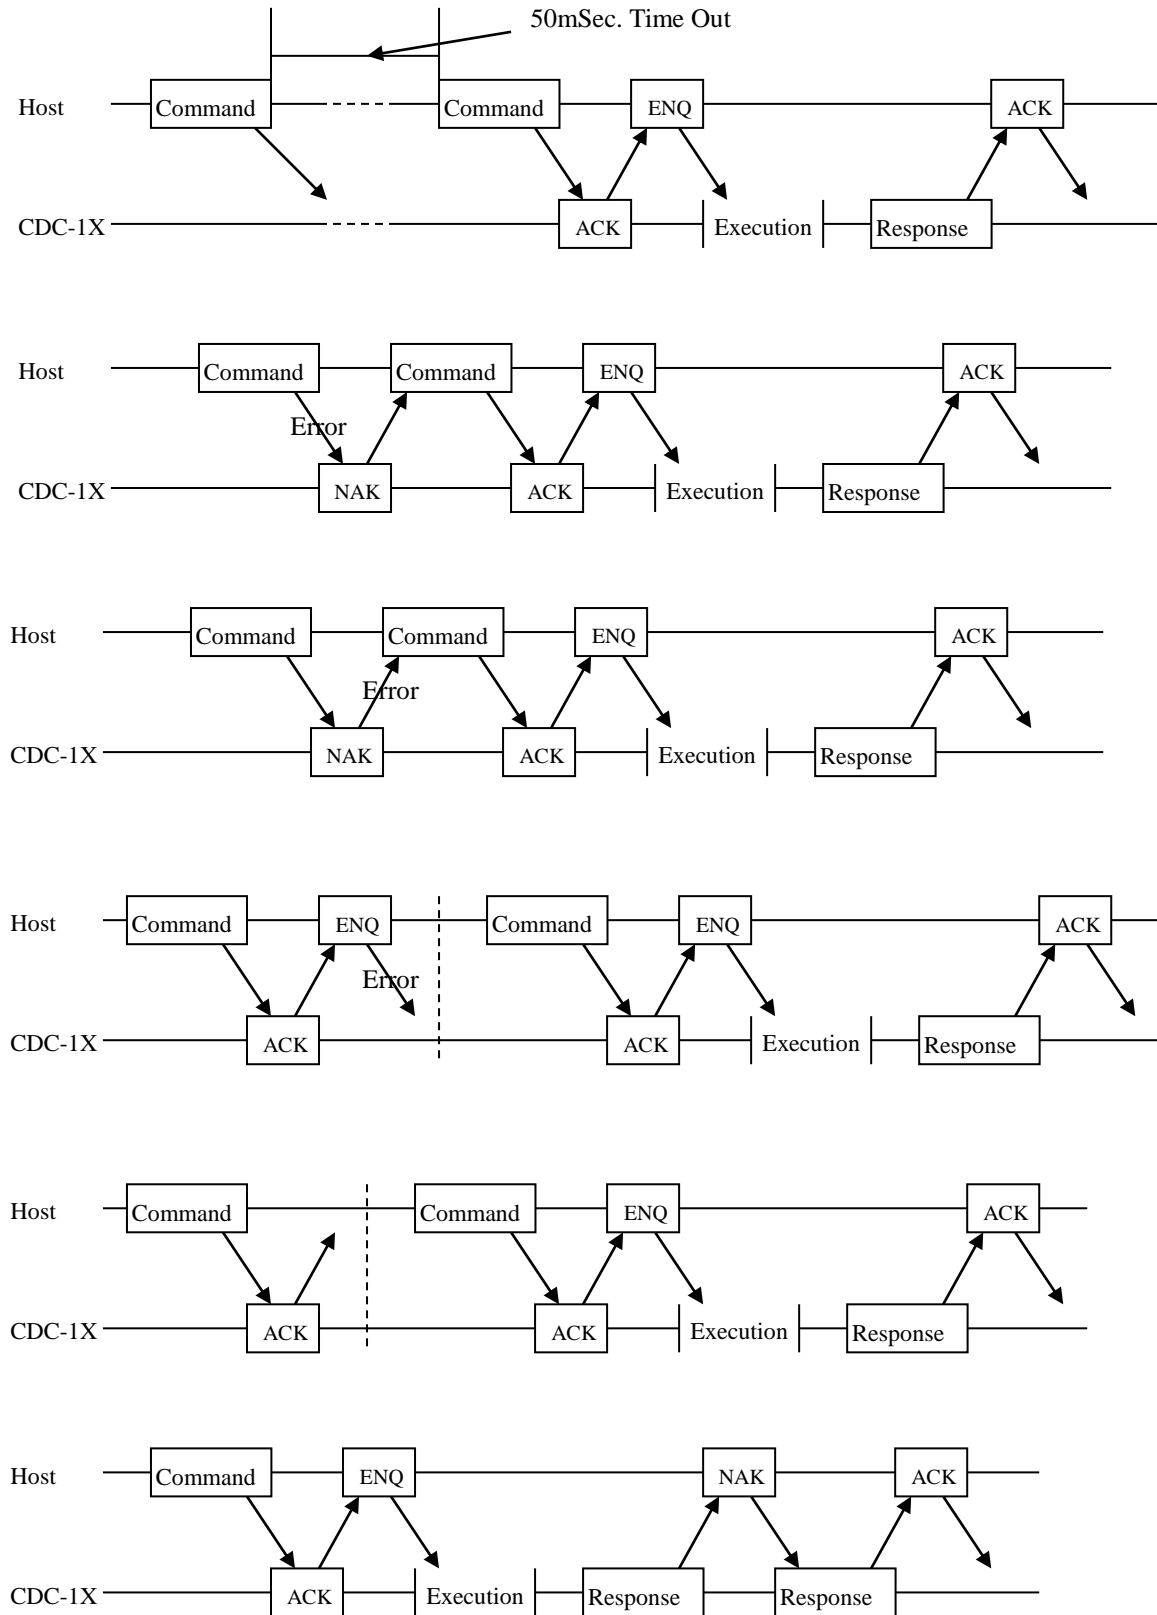 50mSec. Time Out
Host Command Command ENQ ACK
CDC-1X ACK Execution Response
Host Command Command ENQ ACK
Error
CDC-1X NAK ACK Execution Response
Host Command Command ENQ ACK
Error
CDC-1X NAK ACK Execution Response
Host Command ENQ Command ENQ ACK
Error
CDC-1X ACK ACK Execution Response
Host Command Command ENQ ACK
CDC-1X ACK ACK Execution Response
Host Command ENQ NAK ACK
CDC-1X ACK Execution Response Response